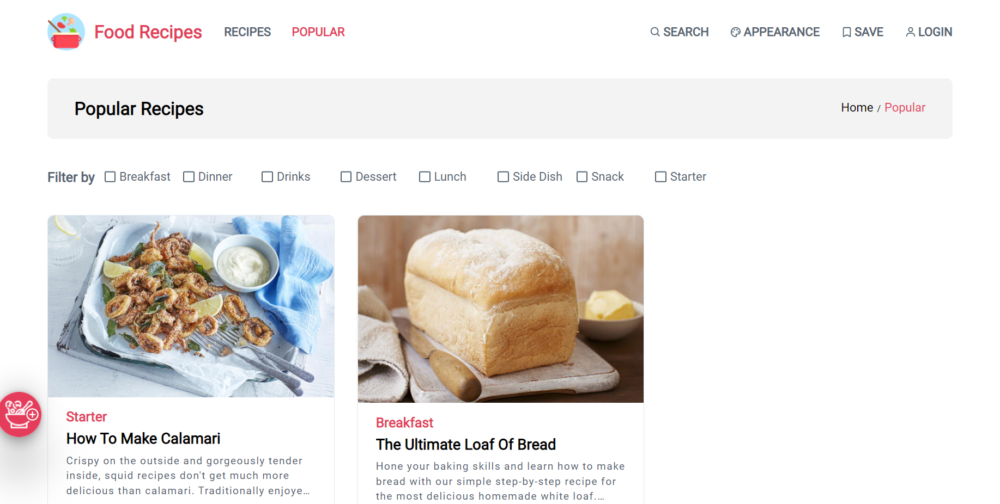 Food Recipes
RECIPES
POPULAR
SEARCH
APPEARANCE
SAVE
LOGIN
Popular Recipes
Home / Popular
Filter by
Breakfast
Dinner
Drinks
Dessert
Lunch
Side Dish
Snack
Starter
Starter
How To Make Calamari
Crispy on the outside and gorgeously tender
inside, squid recipes don't get much more
delicious than calamari. Traditionally enjoye...
Breakfast
The Ultimate Loaf Of Bread
Hone your baking skills and learn how to make
bread with our simple step-by-step recipe for
the most delicious homemade white loaf....